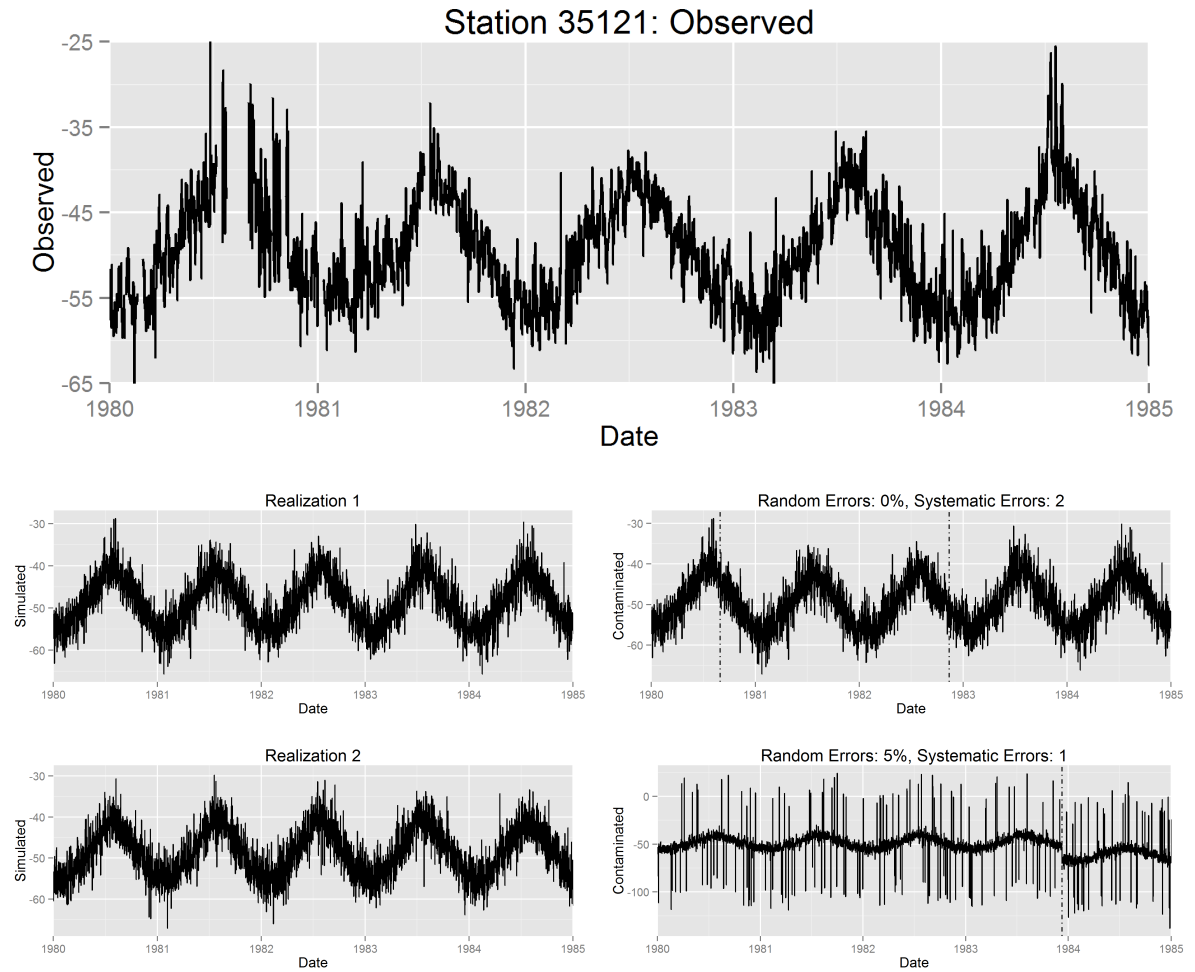 Station 35121: Observed
Observed
-25
-35
-45
-55
-65
1980 1981 1982 1983 1984 1985
Date
Realization 1
Simulated
-30
-40
-50
-60
1980 1981 1982 1983 1984 1985
Date
Random Errors: 0%, Systematic Errors: 2
Contaminated
-30
-40
-50
-60
1980 1981 1982 1983 1984 1985
Date
Realization 2
Simulated
-30
-40
-50
-60
1980 1981 1982 1983 1984 1985
Date
Random Errors: 5%, Systematic Errors: 1
Contaminated
0
-50
-100
1980 1981 1982 1983 1984 1985
Date